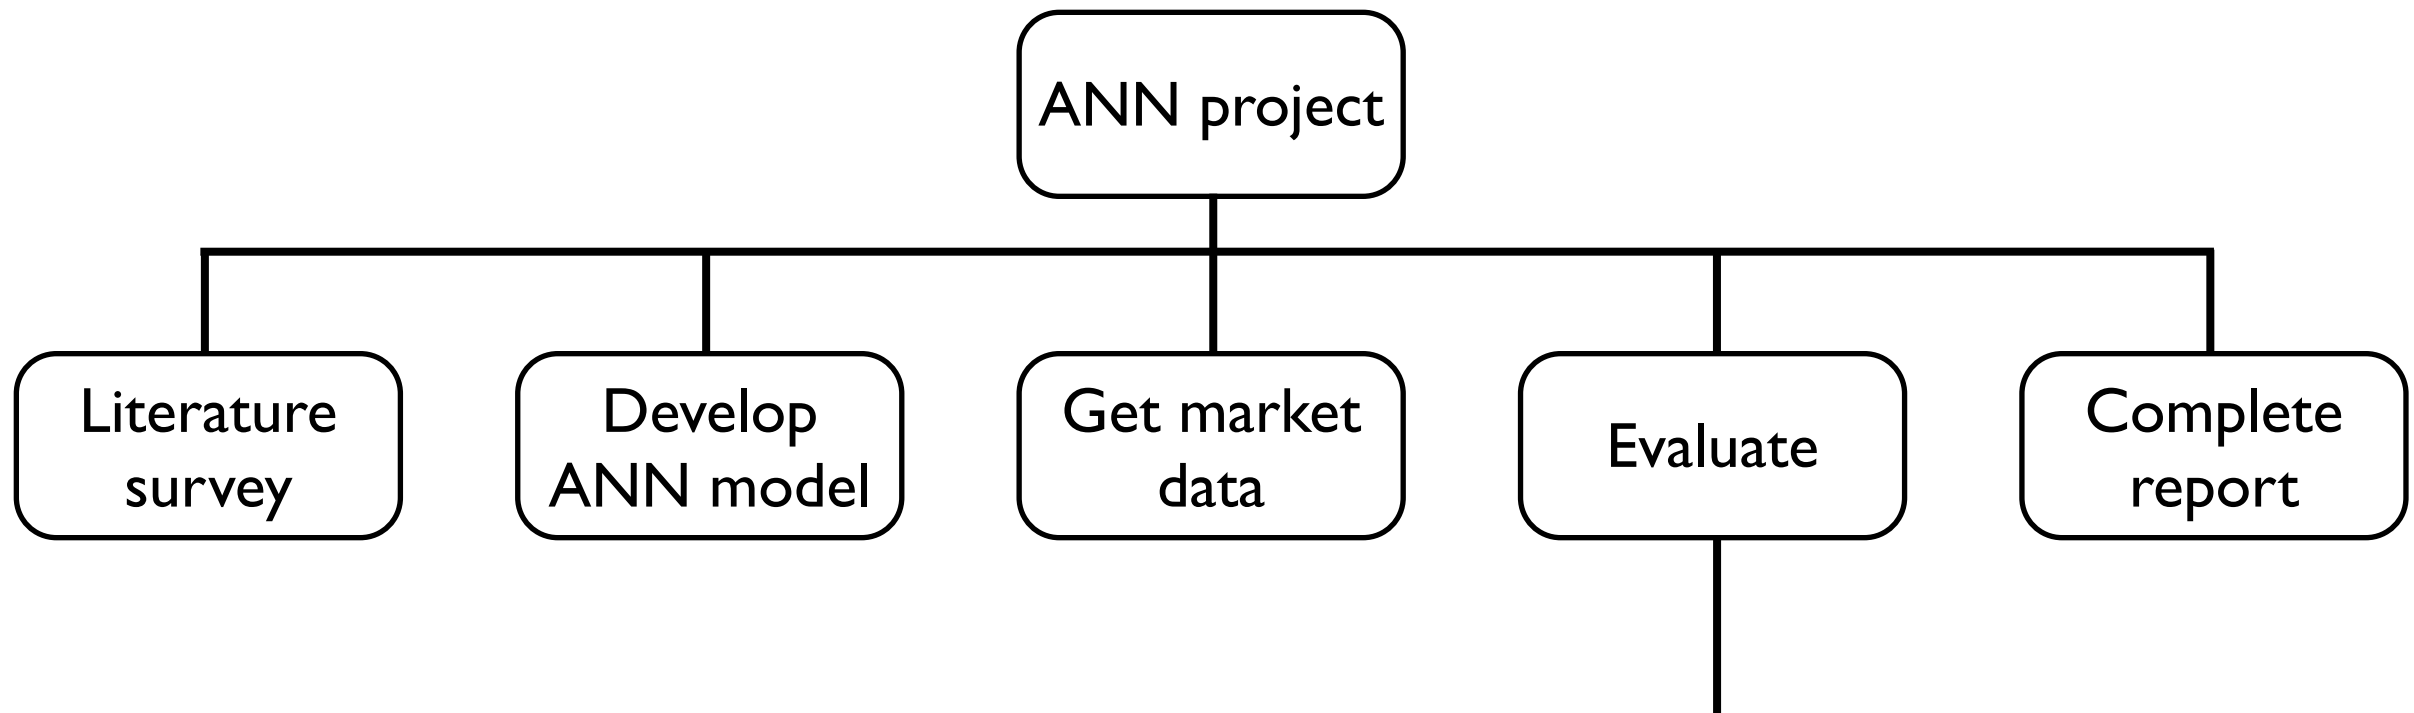 ANN project
Literature
survey
Develop
ANN model
Get market
data
Evaluate
Complete
report